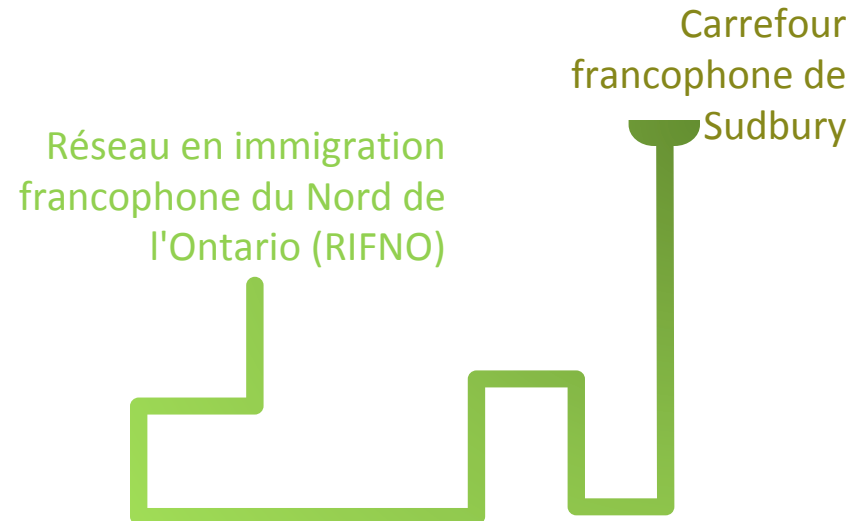 Carrefour
francophone de
Sudbury
Réseau en immigration
francophone du Nord de
l'Ontario (RIFNO)